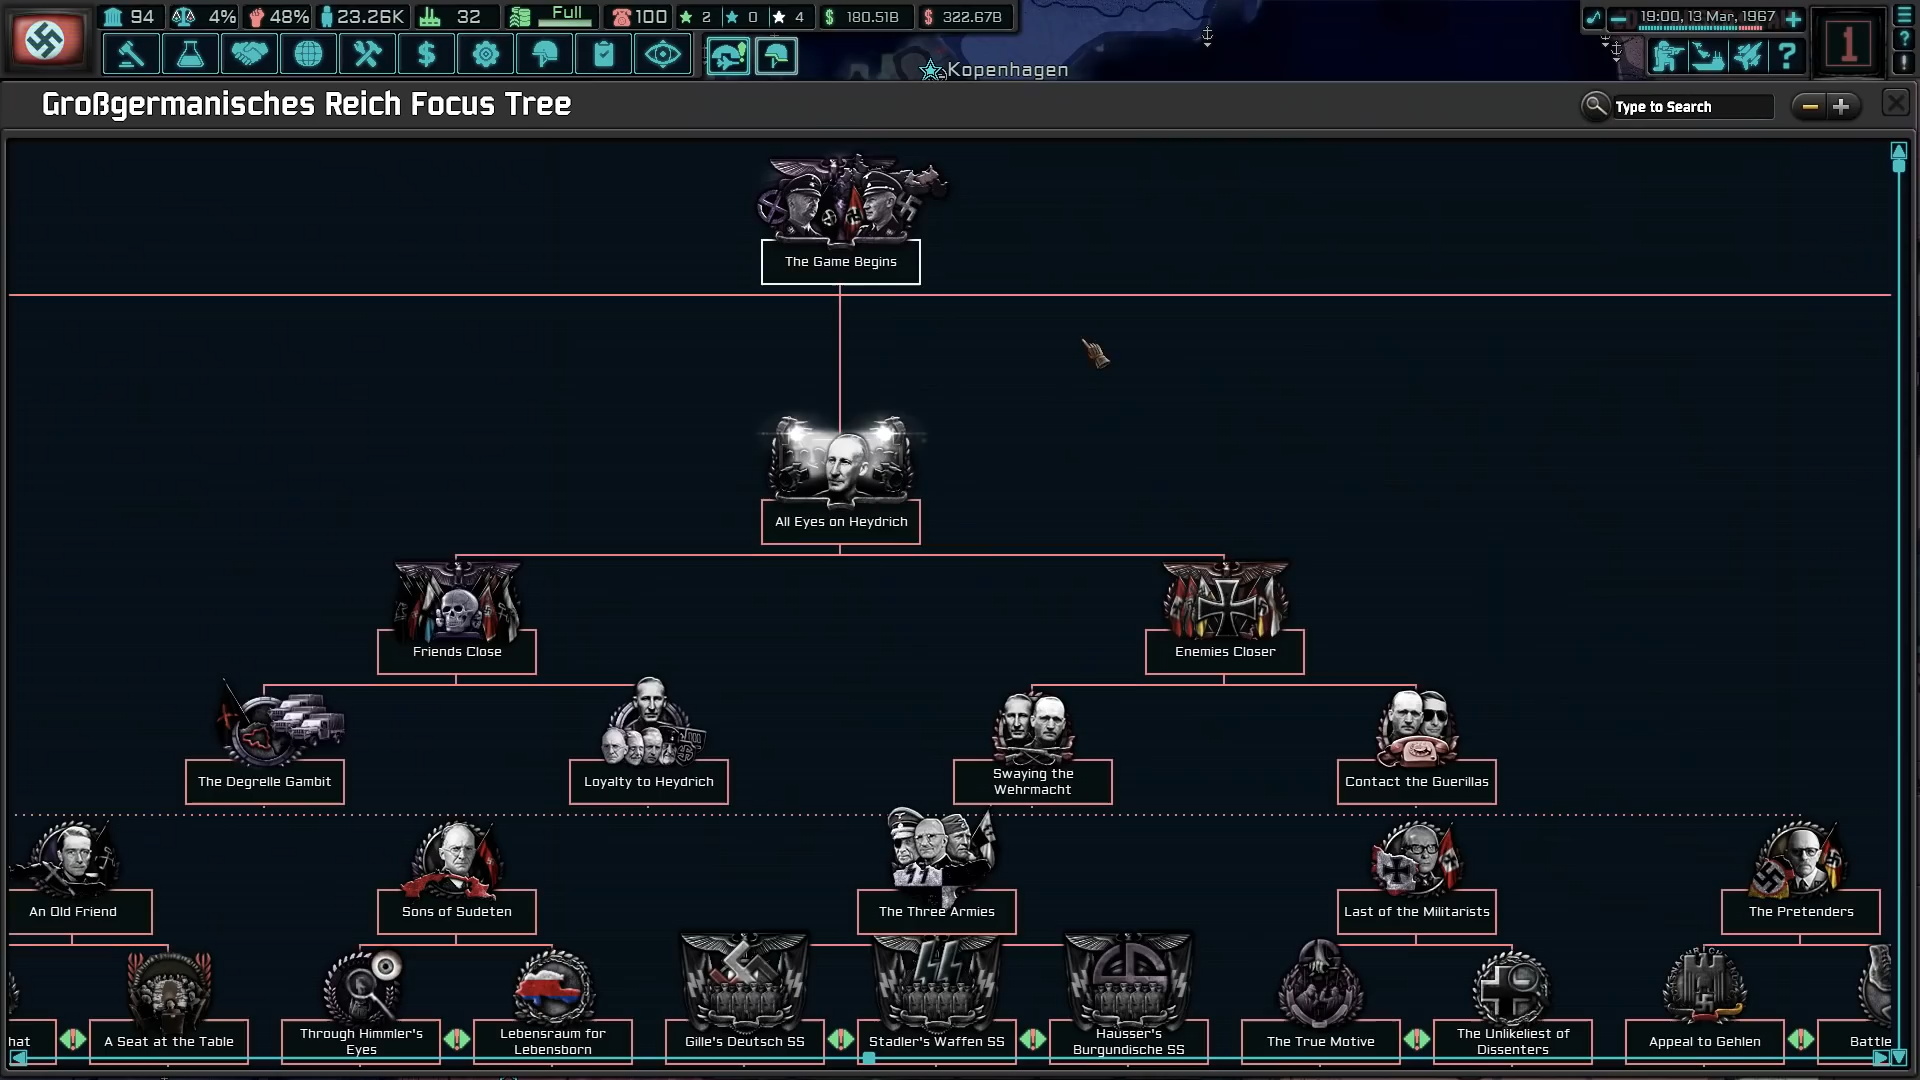 94
4%
48%
23.26K
32
Full
100
2
0
4
$ 180.51B
$ 322.67B
19:00, 13 Mar, 1967
1
Kopenhagen
Großgermanisches Reich Focus Tree
Type to Search
The Game Begins
All Eyes on Heydrich
Friends Close
Enemies Closer
The Degrelle Gambit
Loyalty to Heydrich
Swaying the
Wehrmacht
Contact the Guerillas
An Old Friend
Sons of Sudeten
The Three Armies
Last of the Militarists
The Pretenders
hat
A Seat at the Table
Through Himmler's
Eyes
Lebensraum for
Lebensborn
Gille's Deutsch SS
Stadler's Waffen SS
Hausser's
Burgundische SS
The True Motive
The Unlikeliest of
Dissenters
Appeal to Gehlen
Battle